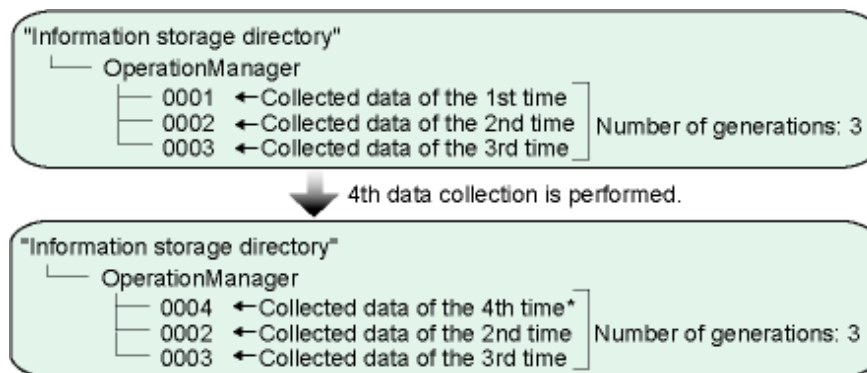 "Information storage directory"
OperationManager
0001 ←Collected data of the 1st time
0002 ←Collected data of the 2nd time
0003 ←Collected data of the 3rd time
Number of generations: 3
4th data collection is performed.
"Information storage directory"
OperationManager
0004 ←Collected data of the 4th time*
0002 ←Collected data of the 2nd time
0003 ←Collected data of the 3rd time
Number of generations: 3